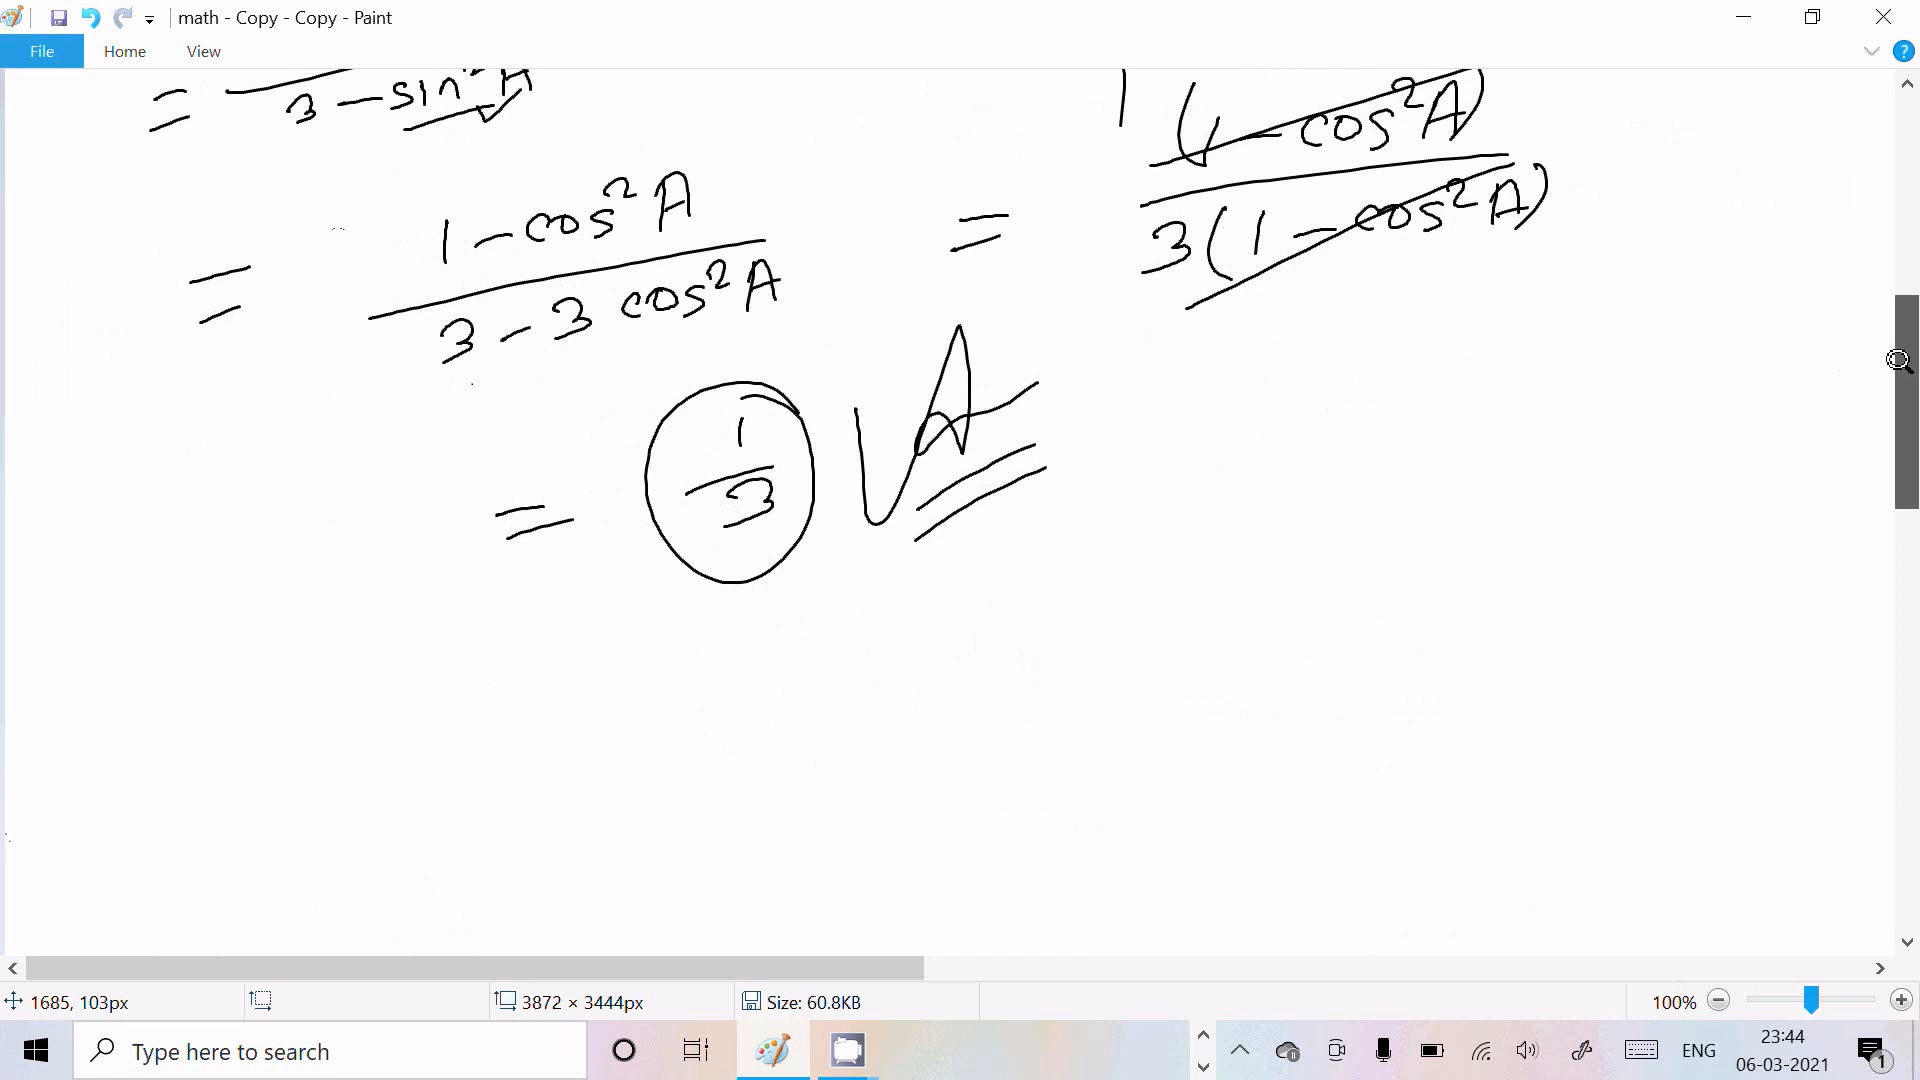 math - Copy - Copy - Paint
File Home View
= 3 - sin²A
= 1 - cos²A / 3 - 3 cos²A
= 1 (1 - cos²A) / 3(1 - cos²A)
= 1/3 A
1685, 103px 3872 × 3444px Size: 60.8KB 100%
Type here to search ENG 23:44
06-03-2021 1